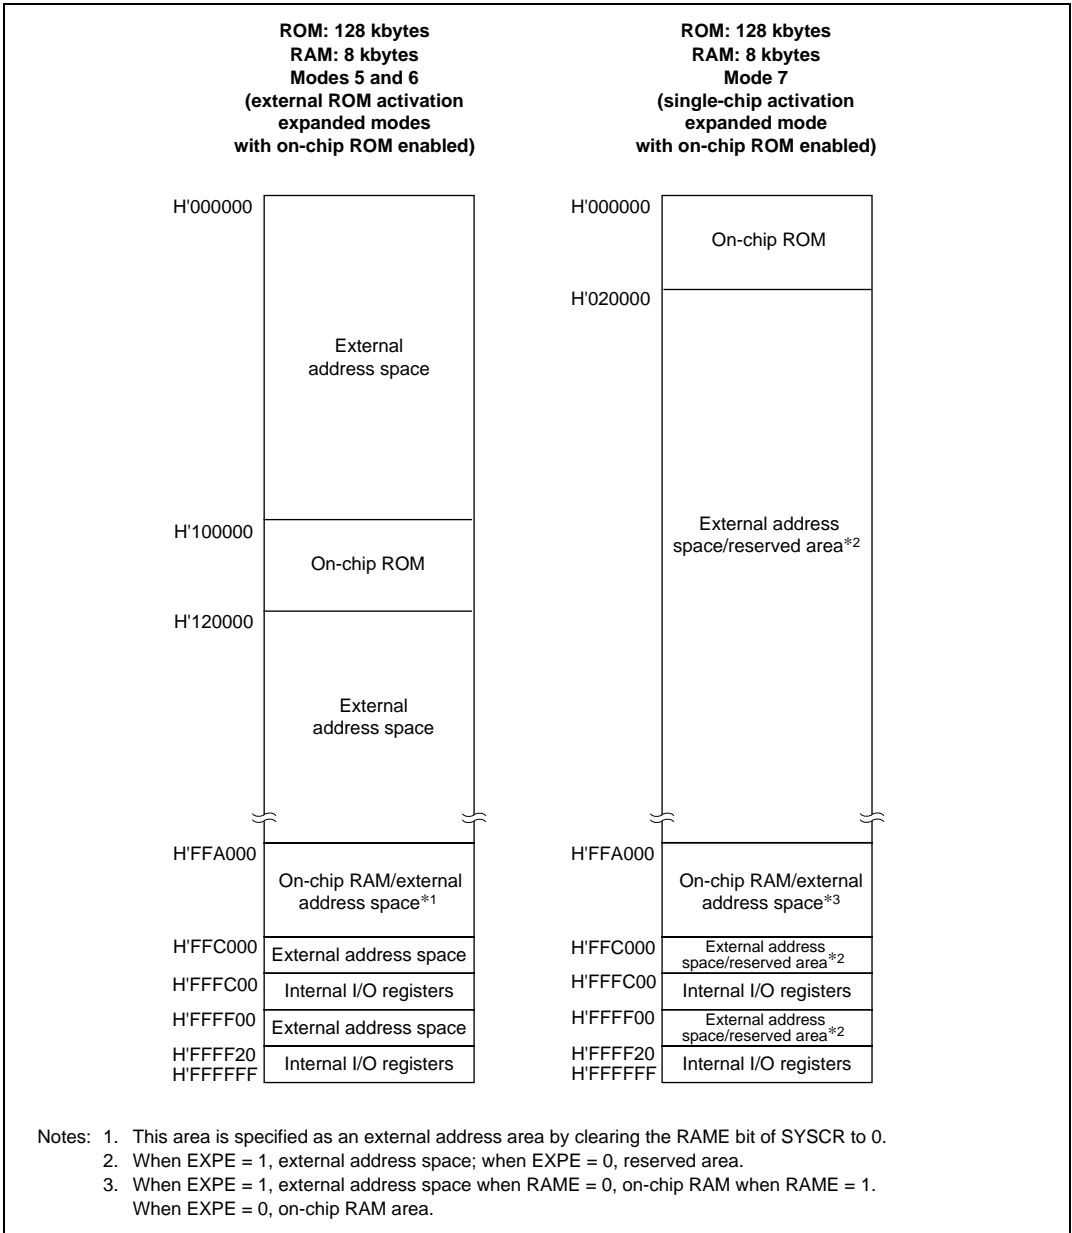 ROM: 128 kbytes
RAM: 8 kbytes
Modes 5 and 6
(external ROM activation
expanded modes
with on-chip ROM enabled)
H'000000
External
address space
H'100000
On-chip ROM
H'120000
External
address space
H'FFA000
On-chip RAM/external
address space*1
H'FFC000
External address space
H'FFFC00
Internal I/O registers
H'FFFF00
External address space
H'FFFF20
Internal I/O registers
H'FFFFFF
ROM: 128 kbytes
RAM: 8 kbytes
Mode 7
(single-chip activation
expanded mode
with on-chip ROM enabled)
H'000000
On-chip ROM
H'020000
External address
space/reserved area*2
H'FFA000
On-chip RAM/external
address space*3
H'FFC000
External address
space/reserved area*2
H'FFFC00
Internal I/O registers
H'FFFF00
External address
space/reserved area*2
H'FFFF20
Internal I/O registers
H'FFFFFF
Notes: 1. This area is specified as an external address area by clearing the RAME bit of SYSCR to 0.
2. When EXPE = 1, external address space; when EXPE = 0, reserved area.
3. When EXPE = 1, external address space when RAME = 0, on-chip RAM when RAME = 1.
When EXPE = 0, on-chip RAM area.